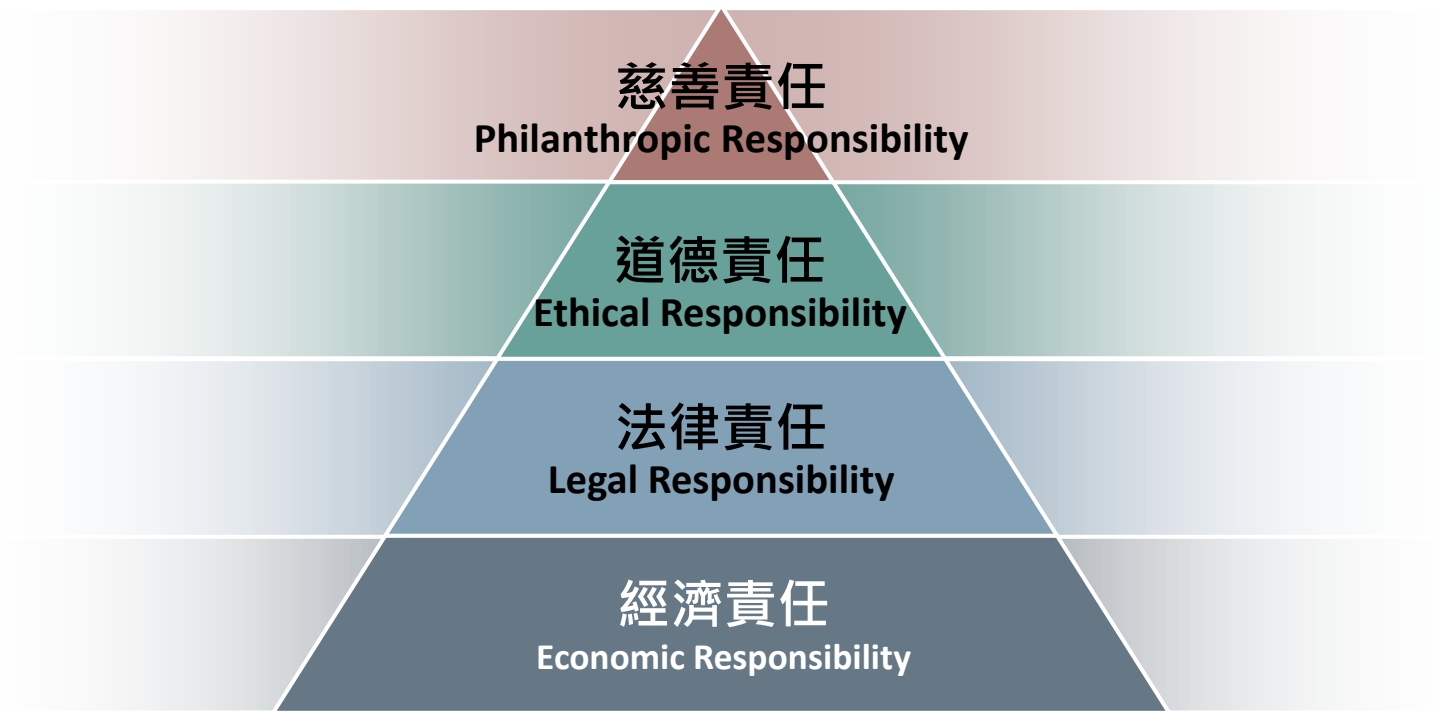 慈善責任
Philanthropic Responsibility
道德責任
Ethical Responsibility
法律責任
Legal Responsibility
經濟責任
Economic Responsibility